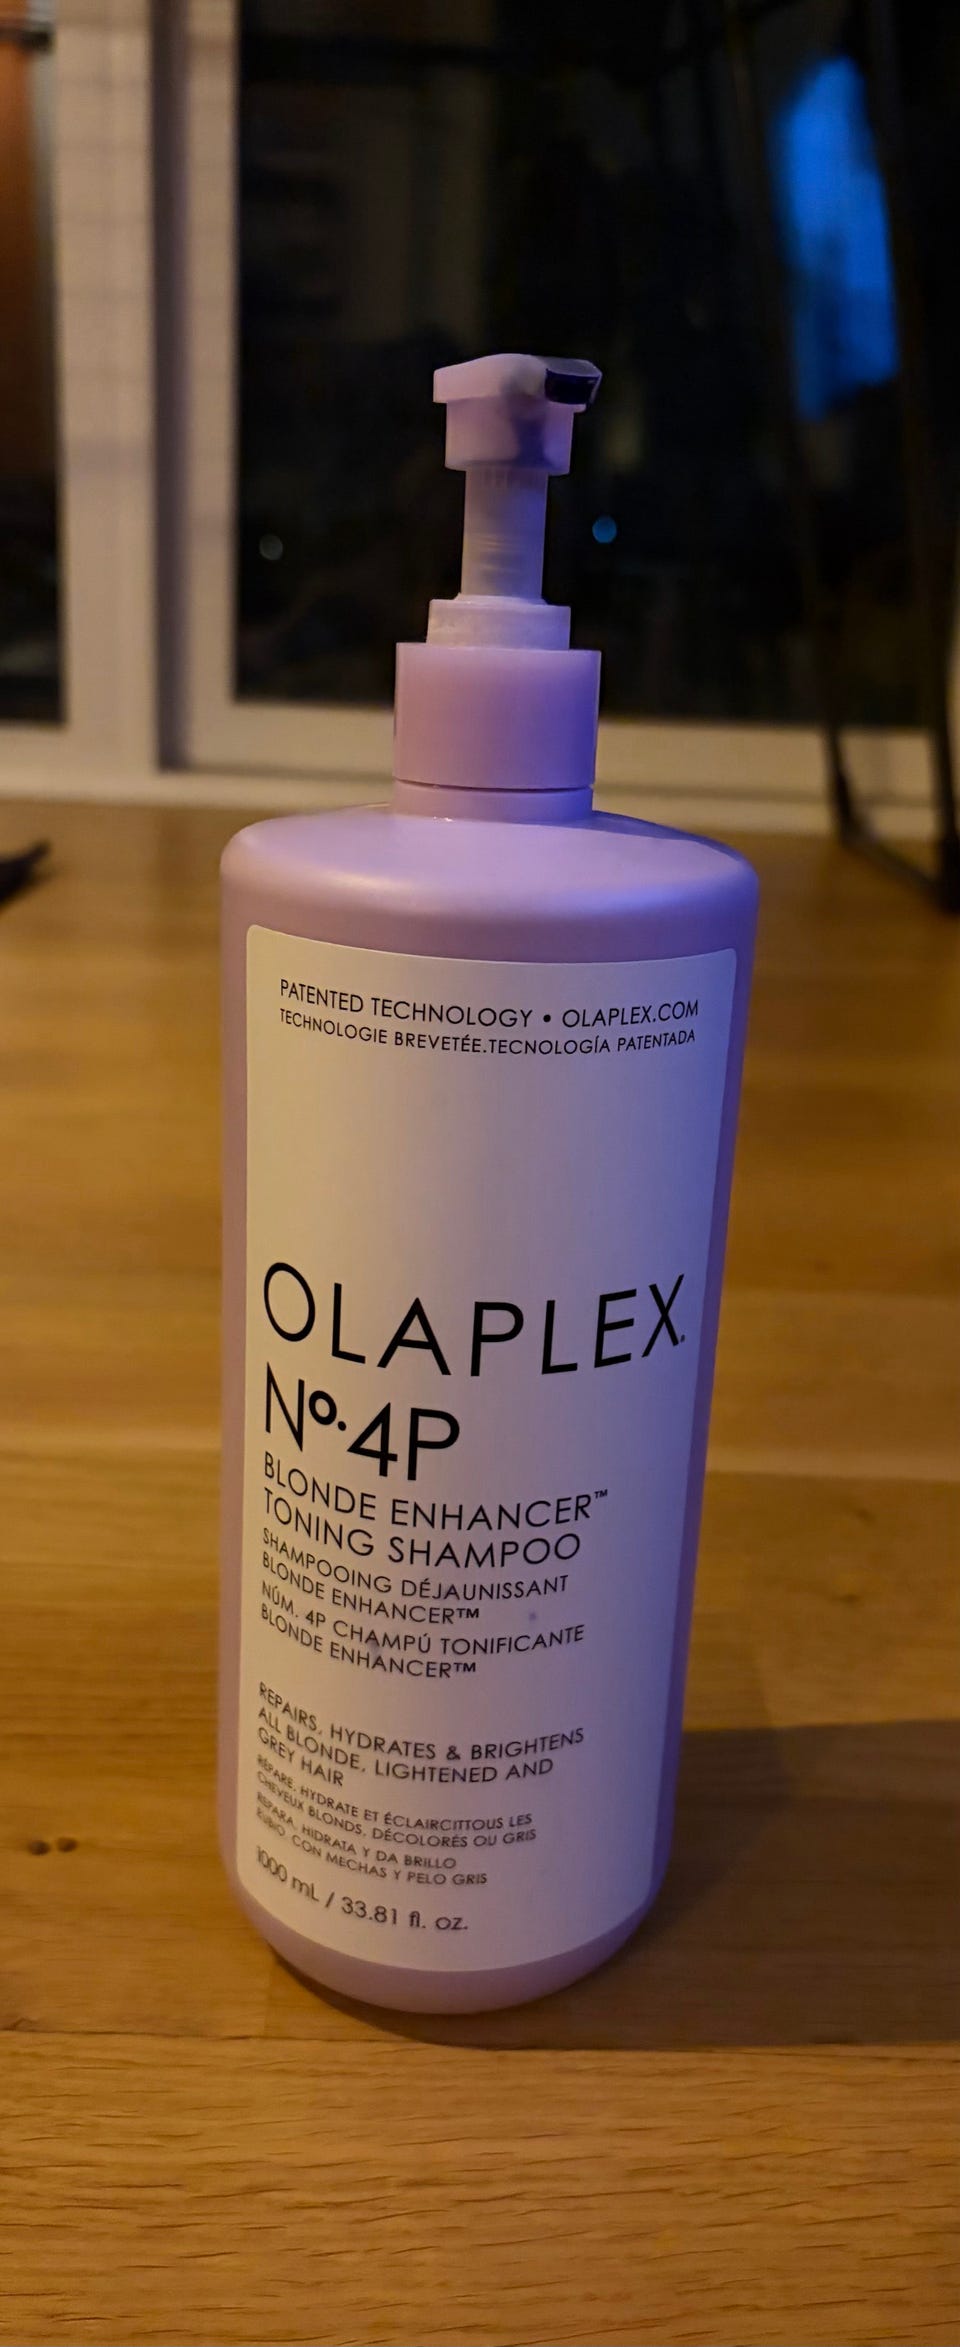 PATENTED TECHNOLOGY • OLAPLEX.COM
TECHNOLOGIE BREVETÉE.TECNOLOGÍA PATENTADA
OLAPLEX®
Nº.4P
BLONDE ENHANCER™
TONING SHAMPOO
SHAMPOOING DÉJAUNISSANT
BLONDE ENHANCER™
NÚM. 4P CHAMPÚ TONIFICANTE
BLONDE ENHANCER™
REPAIRS, HYDRATES & BRIGHTENS
ALL BLONDE, LIGHTENED AND
GREY HAIR
RÉPARE, HYDRATE ET ÉCLAIRCITTOUS LES
CHEVEUX BLONDS, DÉCOLORÉS OU GRIS
REPARA, HIDRATA Y DA BRILLO
RUBIO, CON MECHAS Y PELO GRIS
1000 mL / 33.81 fl. oz.